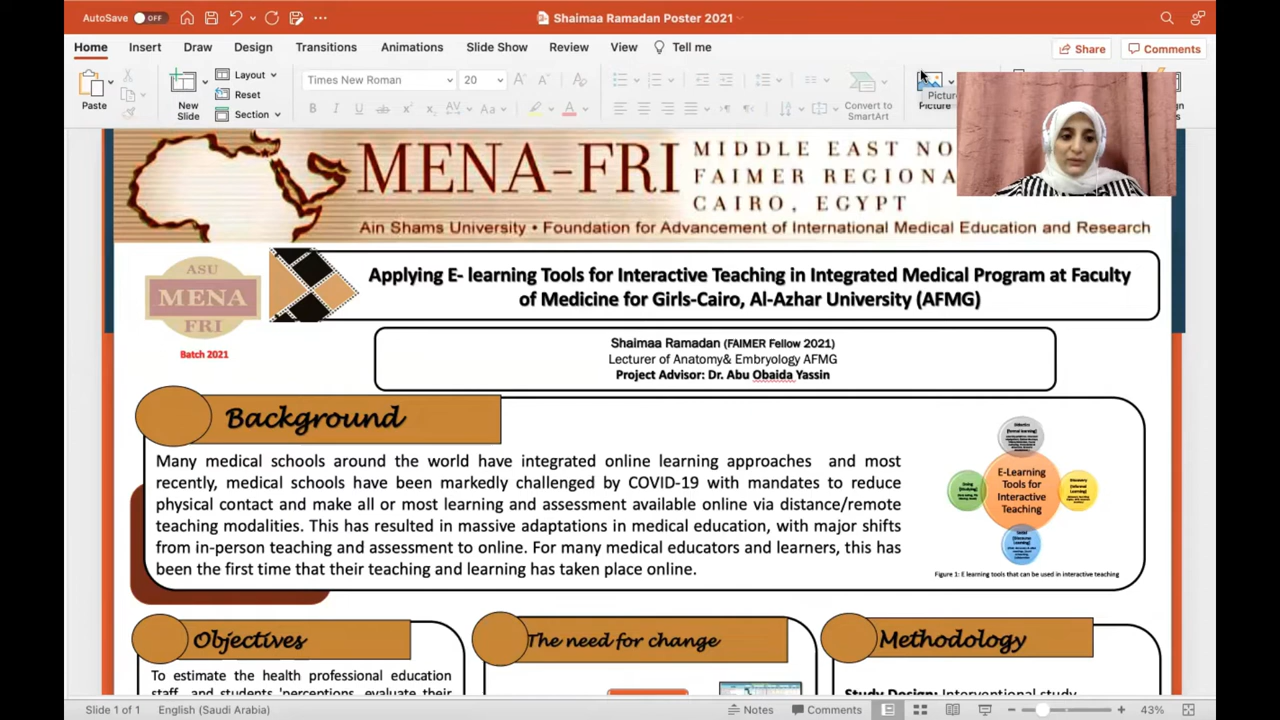 AutoSave OFF
Shaimaa Ramadan Poster 2021
Home Insert Draw Design Transitions Animations Slide Show Review View Tell me
Share Comments
Paste
New Slide
Layout
Reset
Section
Times New Roman 20
Convert to SmartArt
Picture
Picture
MENA-FRI
MIDDLE EAST NO
FAIMER REGIONA
CAIRO, EGYPT
Ain Shams University • Foundation for Advancement of International Medical Education and Research
ASU
MENA
FRI
Batch 2021
Applying E- learning Tools for Interactive Teaching in Integrated Medical Program at Faculty
of Medicine for Girls-Cairo, Al-Azhar University (AFMG)
Shaimaa Ramadan (FAIMER Fellow 2021)
Lecturer of Anatomy& Embryology AFMG
Project Advisor: Dr. Abu Obaida Yassin
Background
Many medical schools around the world have integrated online learning approaches and most
recently, medical schools have been markedly challenged by COVID-19 with mandates to reduce
physical contact and make all or most learning and assessment available online via distance/remote
teaching modalities. This has resulted in massive adaptations in medical education, with major shifts
from in-person teaching and assessment to online. For many medical educators and learners, this has
been the first time that their teaching and learning has taken place online.
E-Learning
Tools for
Interactive
Teaching
Figure 1: E learning tools that can be used in interactive teaching
Objectives
To estimate the health professional education
staff and students 'perceptions, evaluate their
The need for change
Methodology
Study Design: Interventional study
Slide 1 of 1
English (Saudi Arabia)
Notes
Comments
43%